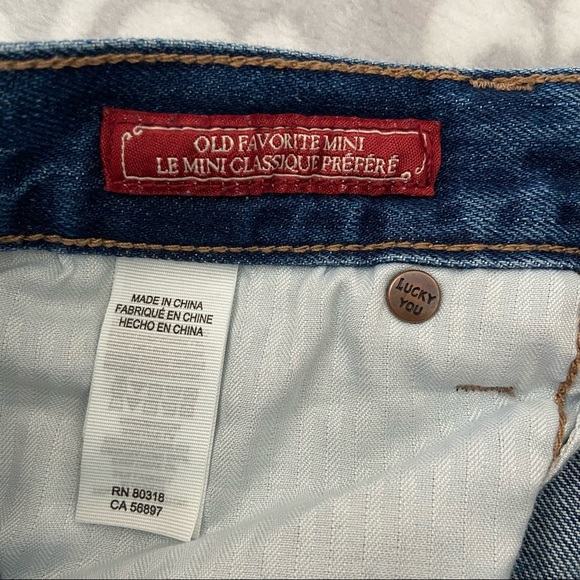 OLD FAVORITE MINI
LE MINI CLASSIQUE PRÉFÉRÉ
LUCKY
YOU
MADE IN CHINA
FABRIQUÉ EN CHINE
HECHO EN CHINA
RN 80318
CA 56897